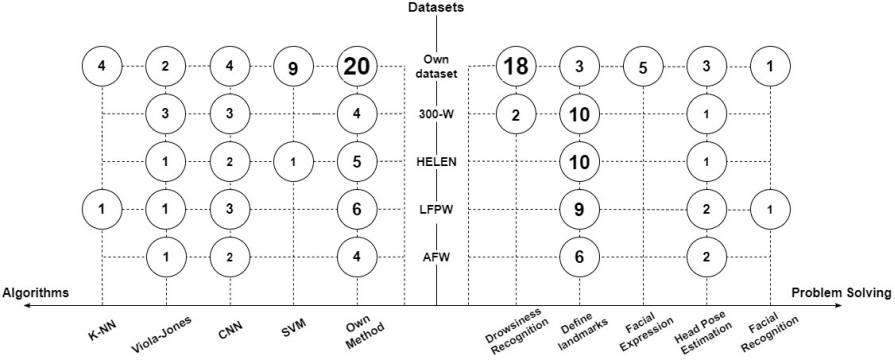 Datasets
4 2 4 9 20 Own dataset 18 3 5 3 1
3 3 4 300-W 2 10 1
1 2 1 5 HELEN 10 1
1 1 3 6 LFPW 9 2 1
1 2 4 AFW 6 2
Algorithms Problem Solving
K-NN
Viola-Jones
CNN
SVM
Own
Method
Drowsiness
Recognition
Define
landmarks
Facial
Expression
Head Pose
Estimation
Facial
Recognition